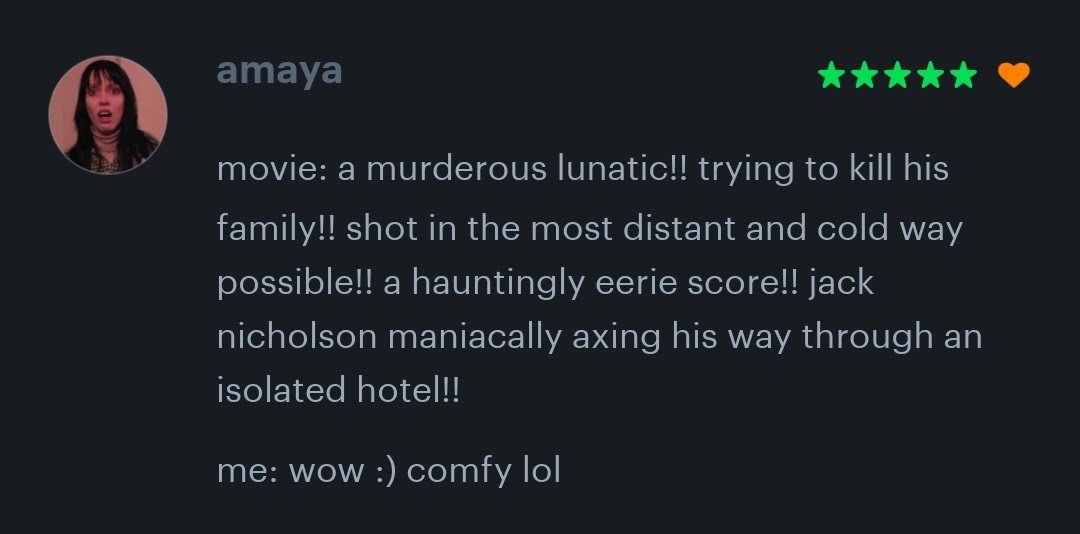 amaya
movie: a murderous lunatic!! trying to kill his
family!! shot in the most distant and cold way
possible!! a hauntingly eerie score!! jack
nicholson maniacally axing his way through an
isolated hotel!!
me: wow :) comfy lol